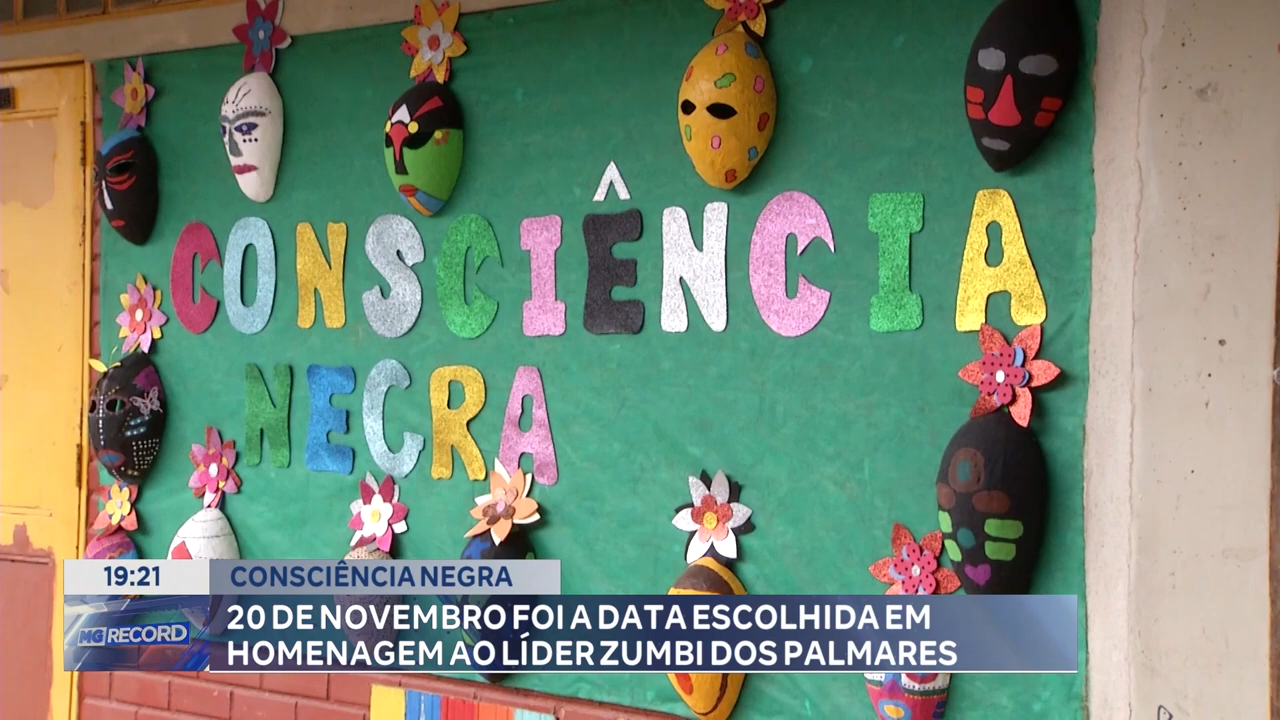 CONSCIÊNCIA
NEGRA
19:21
CONSCIÊNCIA NEGRA
MG RECORD
20 DE NOVEMBRO FOI A DATA ESCOLHIDA EM
HOMENAGEM AO LÍDER ZUMBI DOS PALMARES